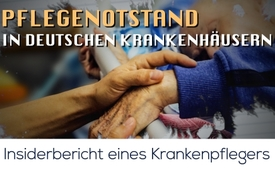 PFLEGENOTSTAND
IN DEUTSCHEN KRANKENHÄUSERN
Insiderbericht eines Krankenpflegers